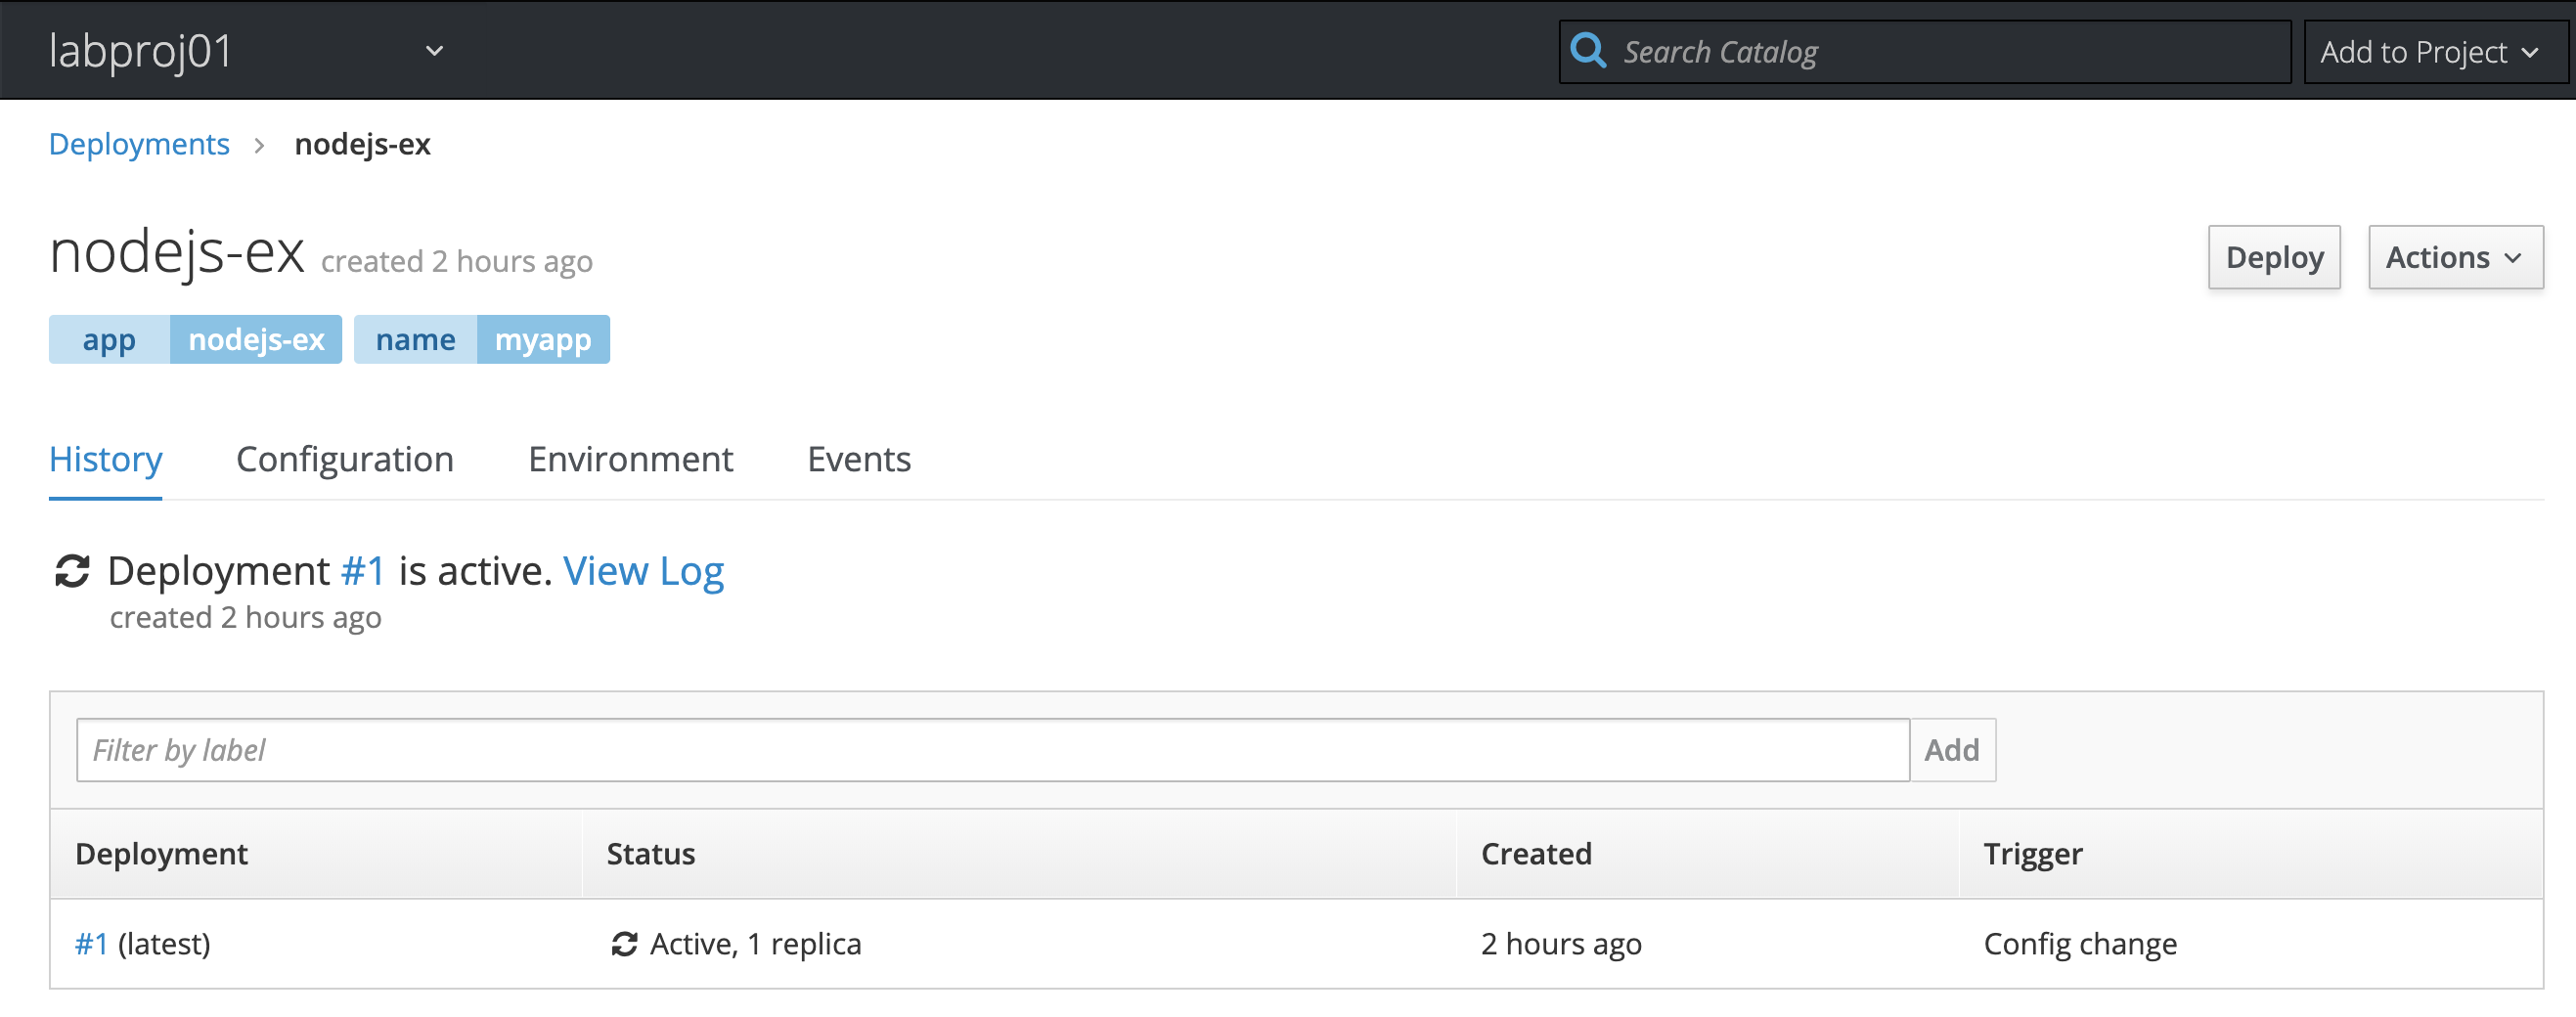 labproj01 Search Catalog Add to Project
Deployments > nodejs-ex
nodejs-ex created 2 hours ago Deploy Actions
app nodejs-ex name myapp
History Configuration Environment Events
Deployment #1 is active. View Log
created 2 hours ago
Filter by label Add
Deployment Status Created Trigger
#1 (latest) Active, 1 replica 2 hours ago Config change